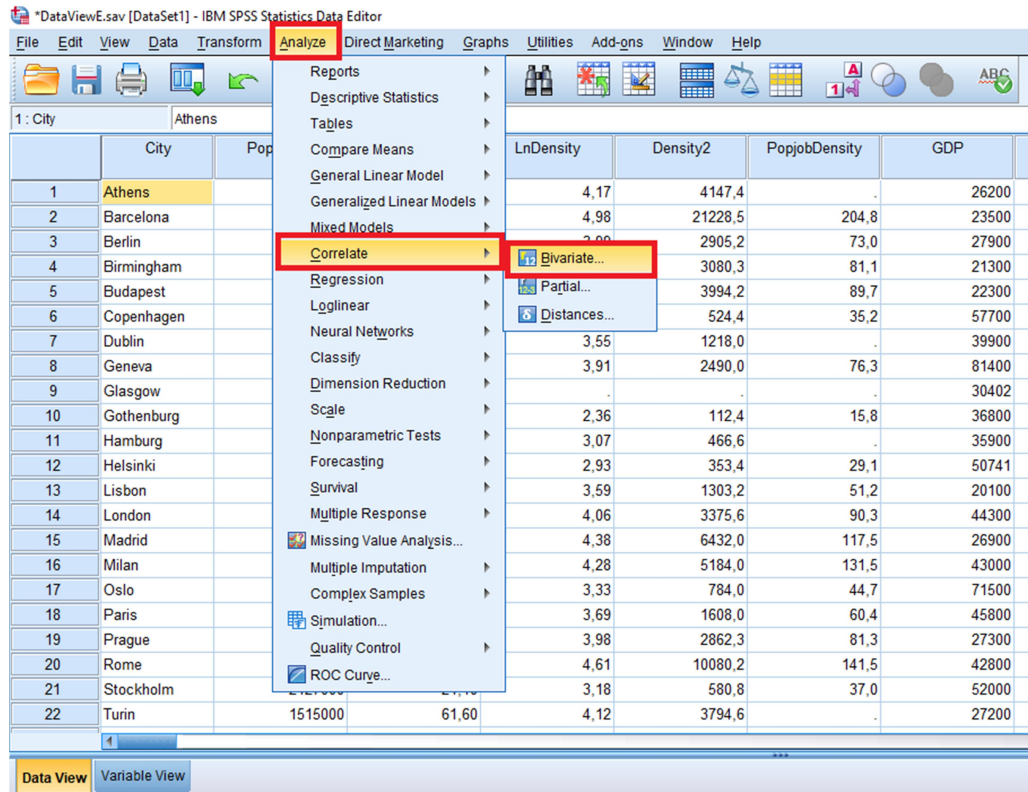 *DataViewE.sav [DataSet1] - IBM SPSS Statistics Data Editor
File Edit View Data Transform Analyze Direct Marketing Graphs Utilities Add-ons Window Help
1 : City Athens
City Pop LnDensity Density2 PopjobDensity GDP
1 Athens 4,17 4147,4 . 26200
2 Barcelona 4,98 21228,5 204,8 23500
3 Berlin 2905,2 73,0 27900
4 Birmingham 3080,3 81,1 21300
5 Budapest 3994,2 89,7 22300
6 Copenhagen 524,4 35,2 57700
7 Dublin 3,55 1218,0 . 39900
8 Geneva 3,91 2490,0 76,3 81400
9 Glasgow . . . 30402
10 Gothenburg 2,36 112,4 15,8 36800
11 Hamburg 3,07 466,6 . 35900
12 Helsinki 2,93 353,4 29,1 50741
13 Lisbon 3,59 1303,2 51,2 20100
14 London 4,06 3375,6 90,3 44300
15 Madrid 4,38 6432,0 117,5 26900
16 Milan 4,28 5184,0 131,5 43000
17 Oslo 3,33 784,0 44,7 71500
18 Paris 3,69 1608,0 60,4 45800
19 Prague 3,98 2862,3 81,3 27300
20 Rome 4,61 10080,2 141,5 42800
21 Stockholm 3,18 580,8 37,0 52000
22 Turin 1515000 61,60 4,12 3794,6 . 27200
Reports
Descriptive Statistics
Tables
Compare Means
General Linear Model
Generalized Linear Models
Mixed Models
Correlate
Regression
Loglinear
Neural Networks
Classify
Dimension Reduction
Scale
Nonparametric Tests
Forecasting
Survival
Multiple Response
Missing Value Analysis...
Multiple Imputation
Complex Samples
Simulation...
Quality Control
ROC Curve...
Bivariate...
Partial...
Distances...
Data View Variable View